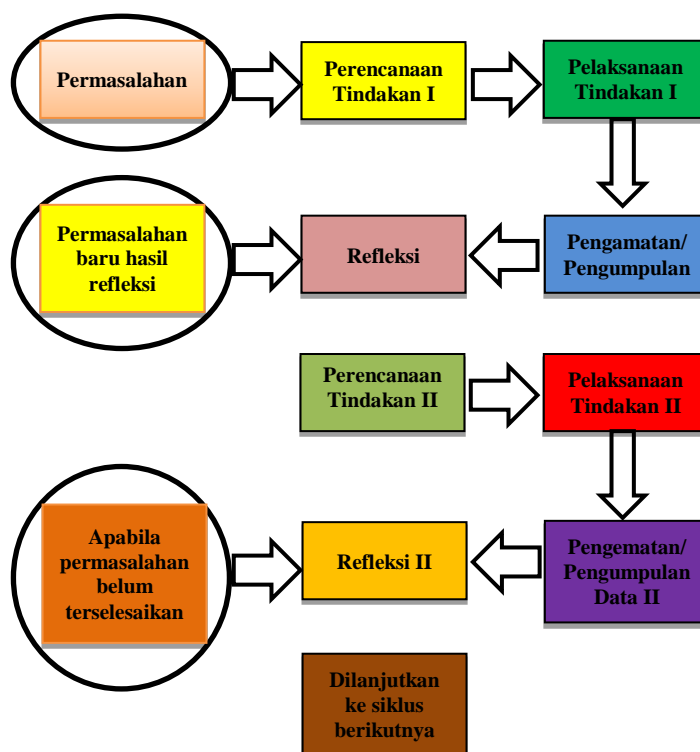 Permasalahan
Perencanaan
Tindakan I
Pelaksanaan
Tindakan I
Permasalahan
baru hasil
refleksi
Refleksi
Pengamatan/
Pengumpulan
Perencanaan
Tindakan II
Pelaksanaan
Tindakan II
Apabila
permasalahan
belum
terselesaikan
Refleksi II
Pengematan/
Pengumpulan
Data II
Dilanjutkan
ke siklus
berikutnya